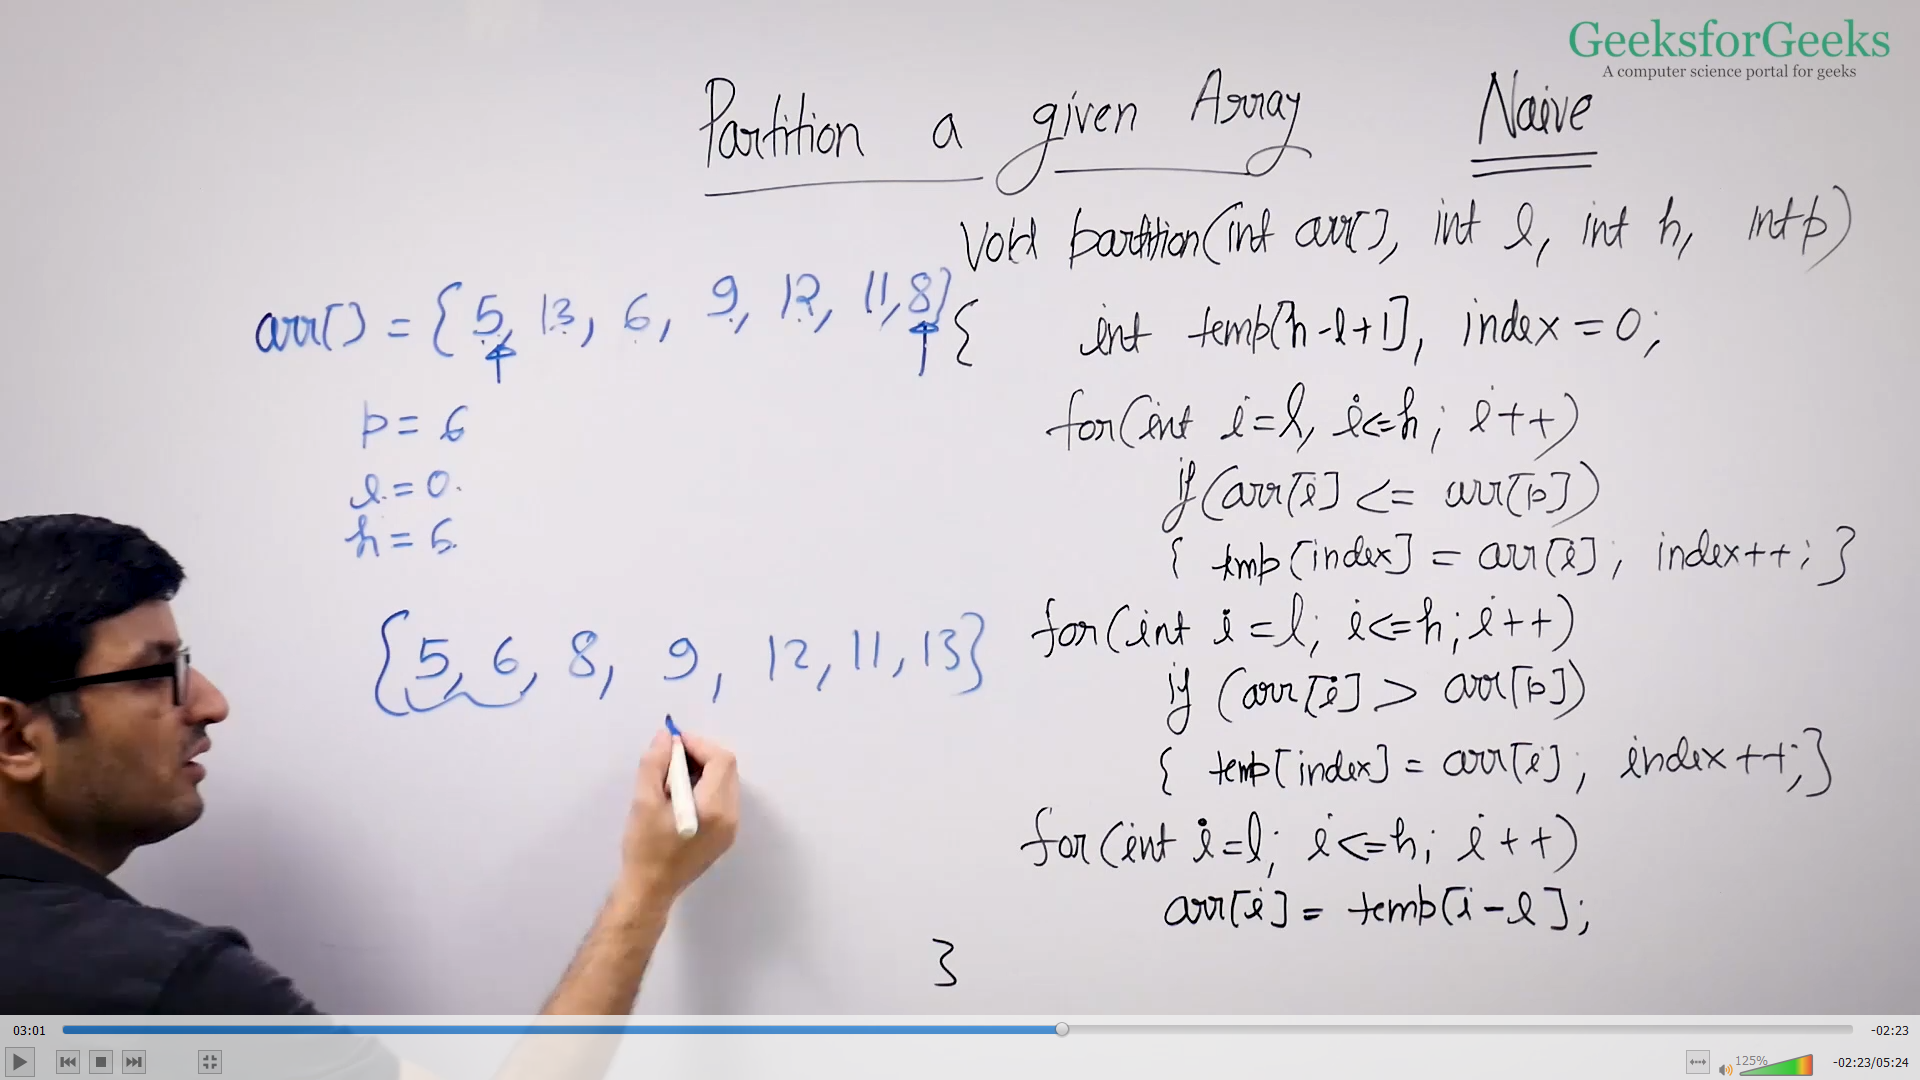 GeeksforGeeks
A computer science portal for geeks
Partition a given Array Naive
void partition(int arr[], int l, int h, int p)
arr[] = {5, 13, 6, 9, 12, 11, 8}
{ int temp[h-l+1], index = 0;
p = 6
l = 0
h = 6
for(int i=l, i<=h; i++)
if(arr[i] <= arr[p])
{ tmp[index] = arr[i]; index++; }
{5, 6, 8, 9, 12, 11, 13}
for(int i=l; i<=h; i++)
if (arr[i] > arr[p])
{ temp[index] = arr[i]; index++;}
for(int i=l; i<=h; i++)
arr[i] = temp[i-l];
}
03:01
-02:23
125%
-02:23/05:24